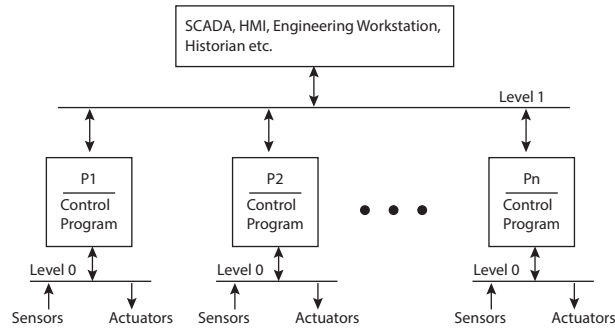 SCADA, HMI, Engineering Workstation,
Historian etc.
Level 1
P1
Control
Program
P2
Control
Program
Pn
Control
Program
Level 0
Level 0
Level 0
Sensors
Actuators
Sensors
Actuators
Sensors
Actuators